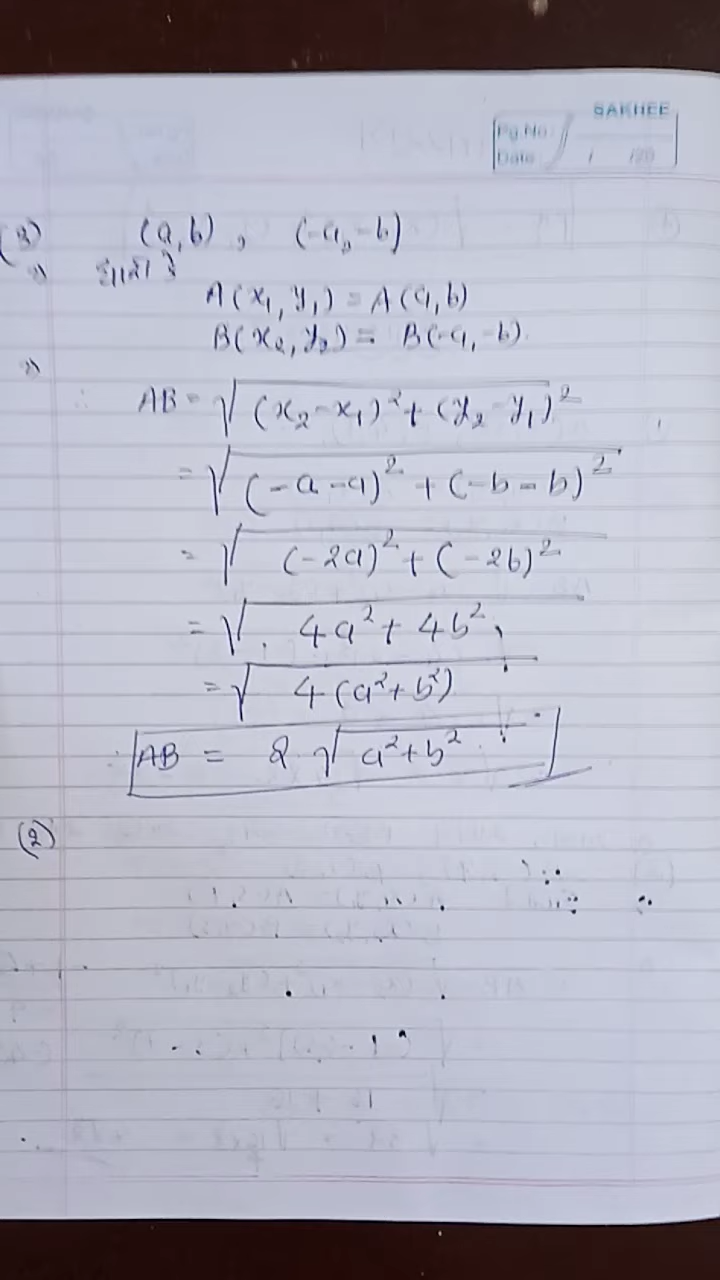 SAKHEE
Pg.No.
Date / /20
(3) (a,b), (-a,-b)
धारा रे
A(x₁, y₁) = A(a,b)
B(x₂, y₂) = B(-a,-b).
∴ AB = √(x₂-x₁)²+(y₂-y₁)²
= √(-a-a)²+(-b-b)²
= √(-2a)²+(-2b)²
= √4a²+4b²
= √4(a²+b²)
∴ AB = 2√a²+b²
(2)